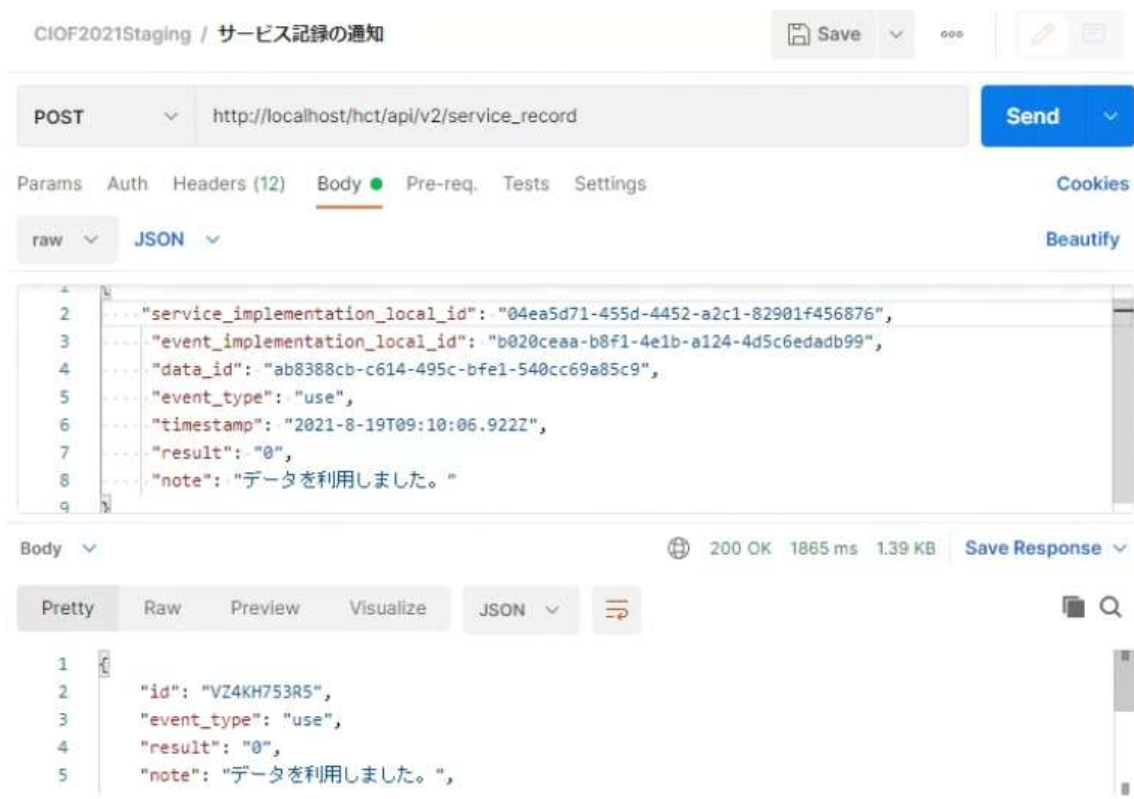 CIOF2021Staging / サービス記録の通知 Save ooo
POST http://localhost/hct/api/v2/service_record Send
Params Auth Headers (12) Body Pre-req. Tests Settings Cookies
raw JSON Beautify
1 {
2 "service_implementation_local_id": "04ea5d71-455d-4452-a2c1-82901f456876",
3 "event_implementation_local_id": "b020ceaa-b8f1-4e1b-a124-4d5c6edadb99",
4 "data_id": "ab8388cb-c614-495c-bfe1-540cc69a85c9",
5 "event_type": "use",
6 "timestamp": "2021-8-19T09:10:06.922Z",
7 "result": "0",
8 "note": "データを利用しました。"
9 }
Body 200 OK 1865 ms 1.39 KB Save Response
Pretty Raw Preview Visualize JSON
1 {
2 "id": "VZ4KH753R5",
3 "event_type": "use",
4 "result": "0",
5 "note": "データを利用しました。",